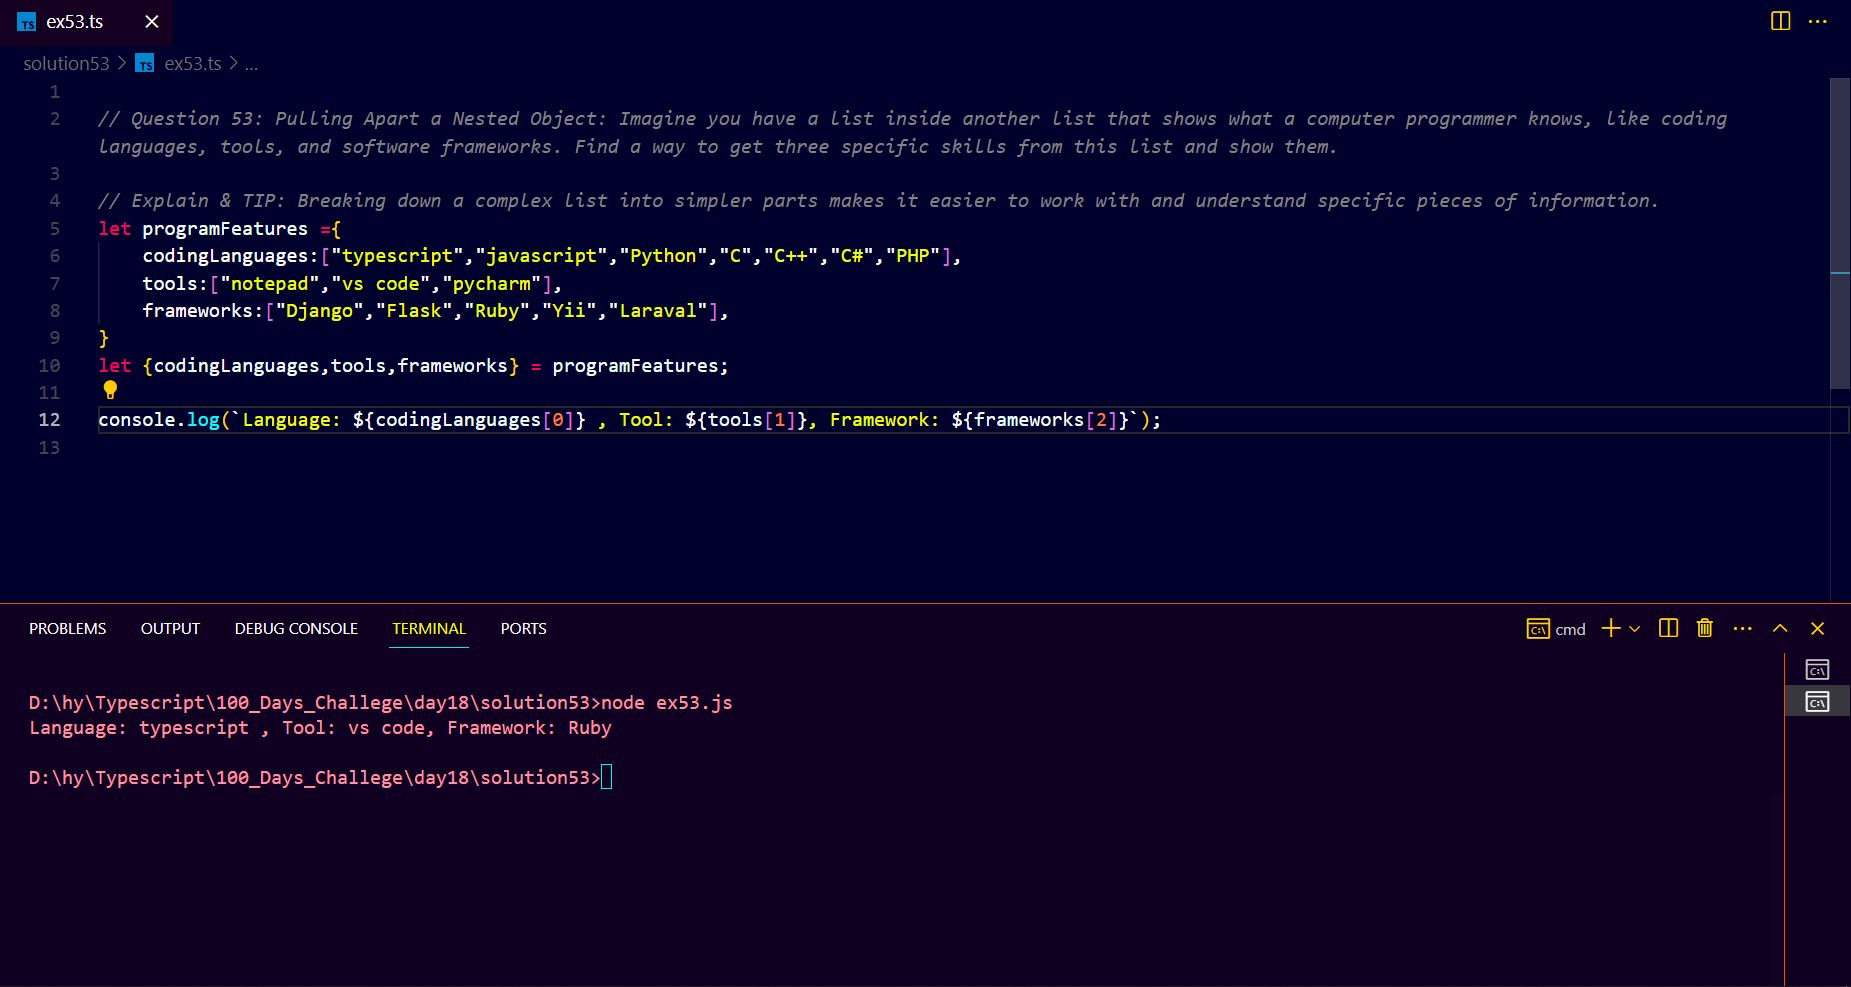 TS ex53.ts
solution53 > TS ex53.ts > ...
1
2 // Question 53: Pulling Apart a Nested Object: Imagine you have a list inside another list that shows what a computer programmer knows, like coding
languages, tools, and software frameworks. Find a way to get three specific skills from this list and show them.
3
4 // Explain & TIP: Breaking down a complex list into simpler parts makes it easier to work with and understand specific pieces of information.
5 let programFeatures ={
6     codingLanguages:["typescript","javascript","Python","C","C++","C#","PHP"],
7     tools:["notepad","vs code","pycharm"],
8     frameworks:["Django","Flask","Ruby","Yii","Laraval"],
9 }
10 let {codingLanguages,tools,frameworks} = programFeatures;
11
12 console.log(`Language: ${codingLanguages[0]} , Tool: ${tools[1]}, Framework: ${frameworks[2]}`);
13
PROBLEMS OUTPUT DEBUG CONSOLE TERMINAL PORTS cmd
D:\hy\Typescript\100_Days_Challege\day18\solution53>node ex53.js
Language: typescript , Tool: vs code, Framework: Ruby
D:\hy\Typescript\100_Days_Challege\day18\solution53>